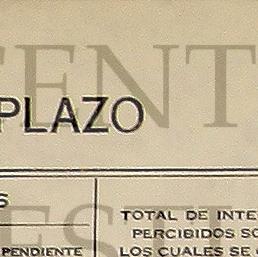 PLAZO
S
TOTAL DE INTE
PERCIBIDOS SO
PENDIENTE
LOS CUALES SE